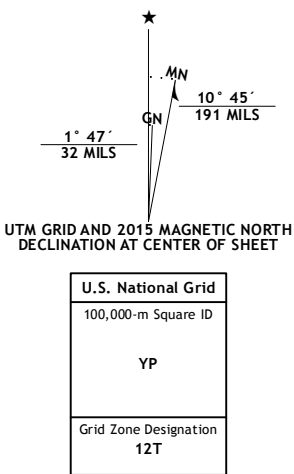 ★
MN
GN
1° 47´
32 MILS
10° 45´
191 MILS
UTM GRID AND 2015 MAGNETIC NORTH
DECLINATION AT CENTER OF SHEET
U.S. National Grid
100,000-m Square ID
YP
Grid Zone Designation
12T